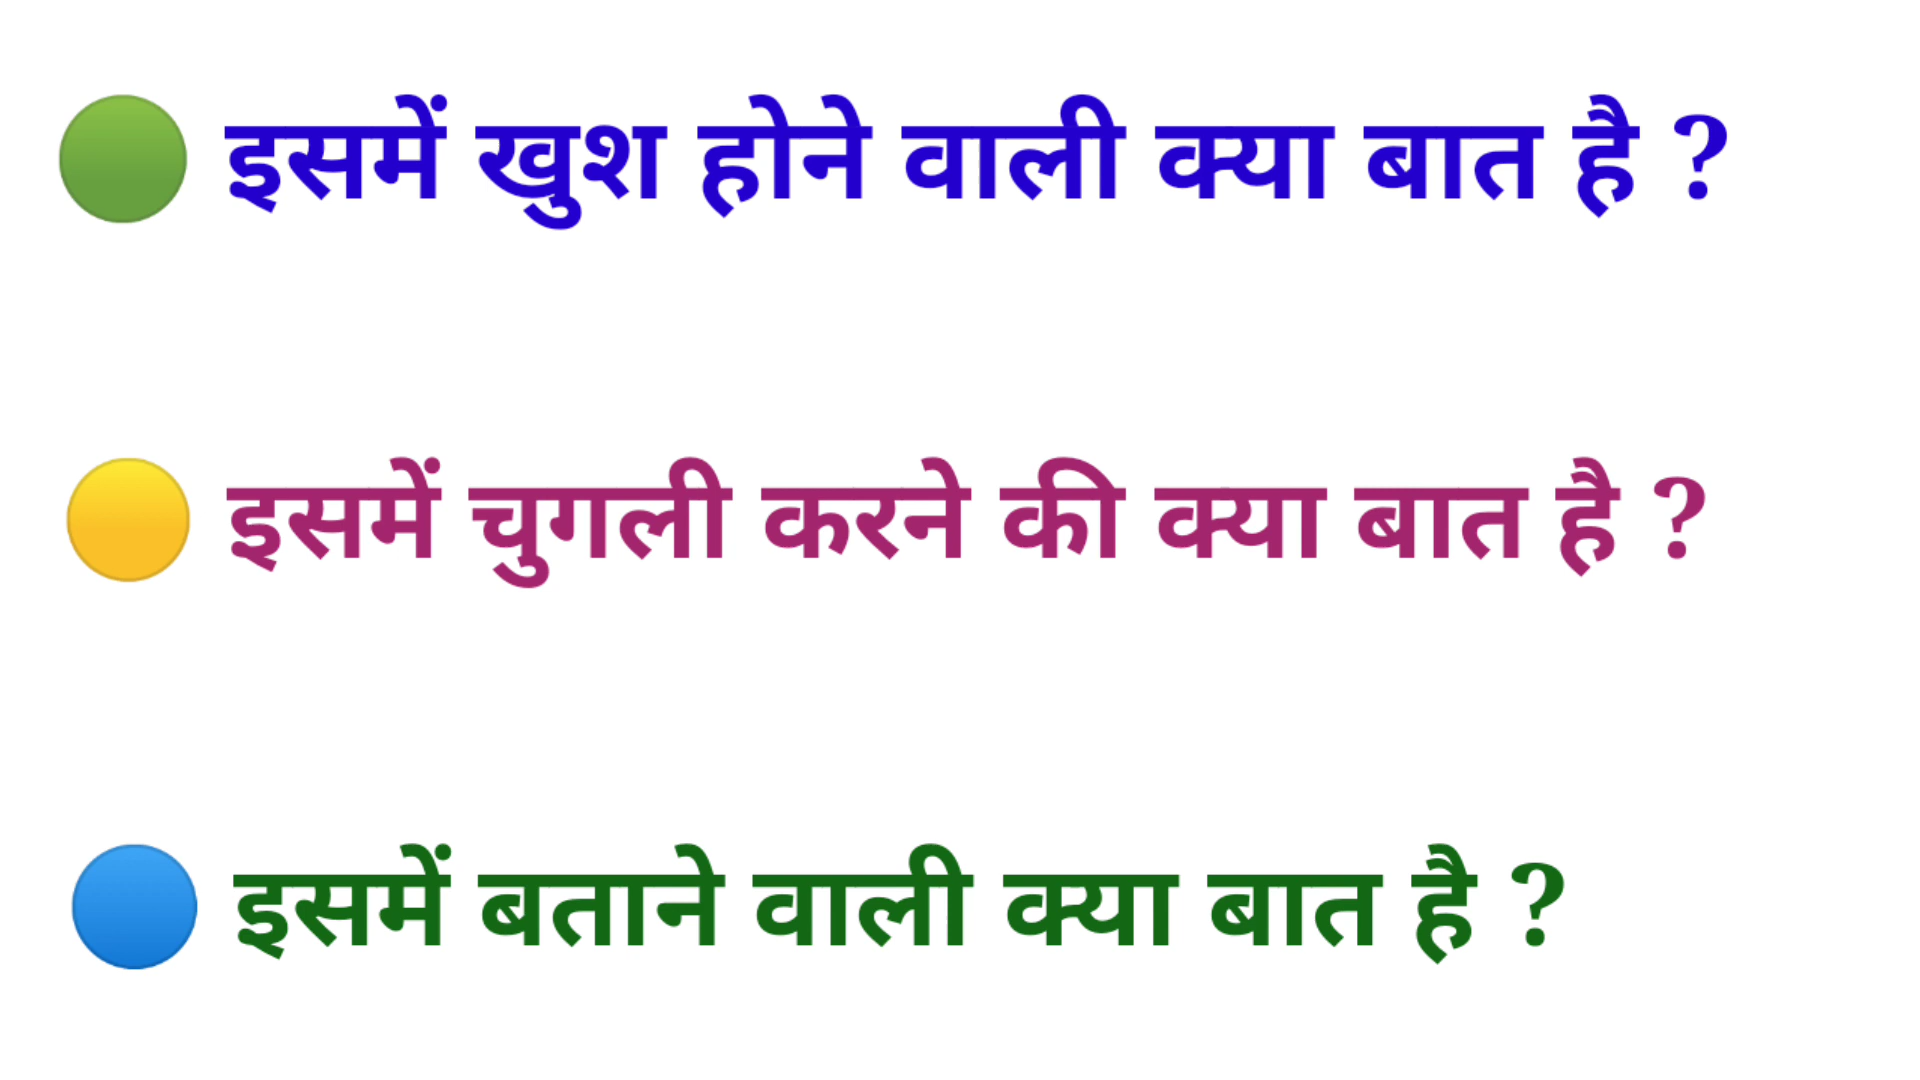 इसमें खुश होने वाली क्या बात है ?
इसमें चुगली करने की क्या बात है ?
इसमें बताने वाली क्या बात है ?